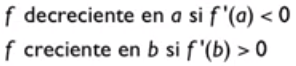 f decreciente en a si f'(a) < 0
f creciente en b si f'(b) > 0